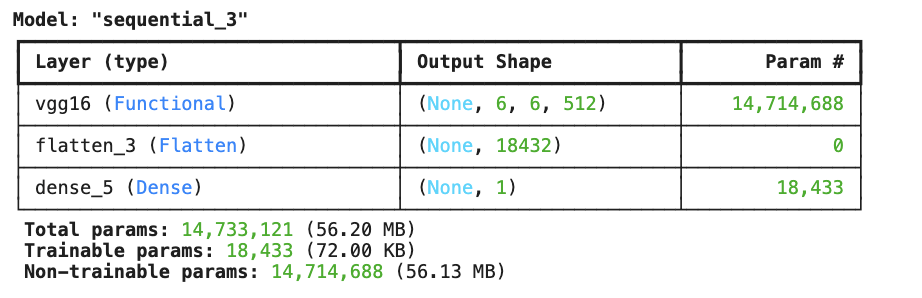 Model: "sequential_3"
Layer (type) Output Shape Param #
vgg16 (Functional) (None, 6, 6, 512) 14,714,688
flatten_3 (Flatten) (None, 18432) 0
dense_5 (Dense) (None, 1) 18,433
Total params: 14,733,121 (56.20 MB)
Trainable params: 18,433 (72.00 KB)
Non-trainable params: 14,714,688 (56.13 MB)